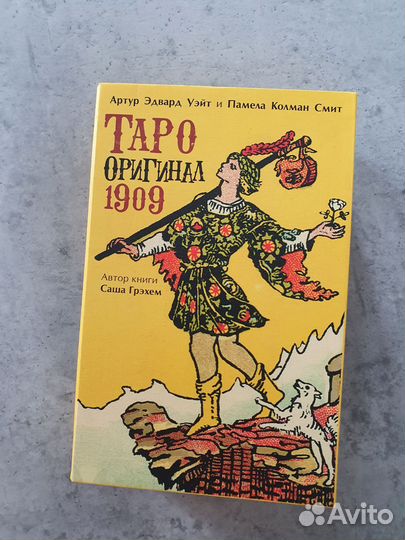 Артур Эдвард Уэйт и Памела Колман Смит
ТАРО
ОРИГИНАЛ
1909
Автор книги
Саша Грэхем
Avito